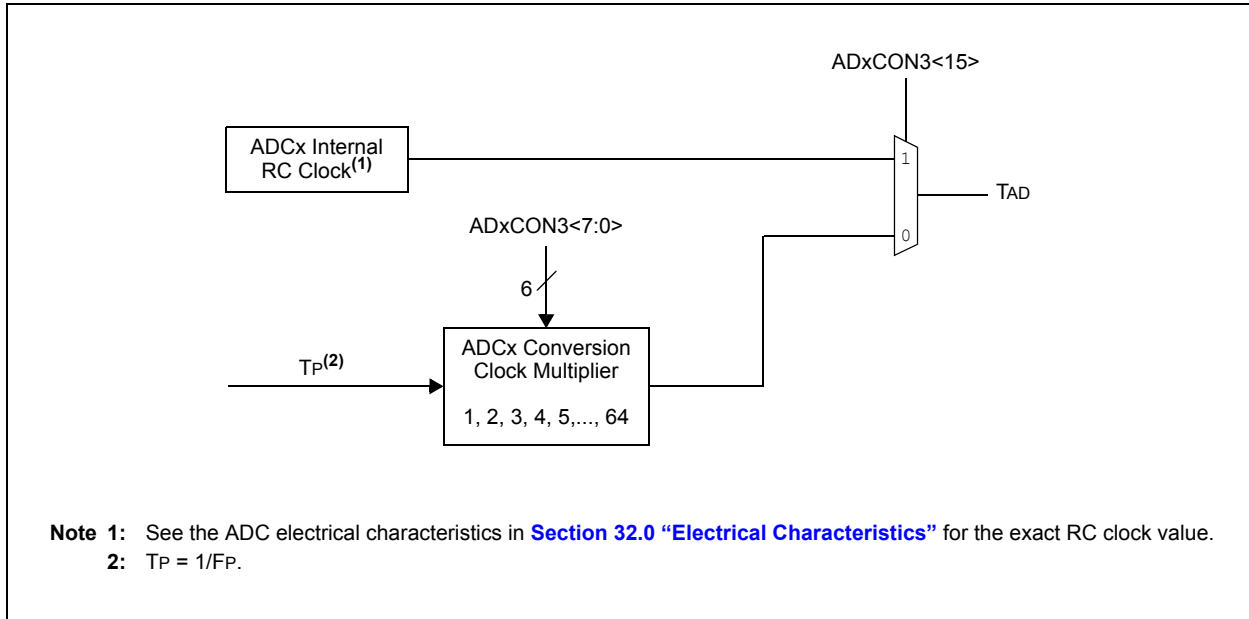 ADxCON3<15>
ADCx Internal
RC Clock(1)
1
TAD
ADxCON3<7:0>
0
6
ADCx Conversion
Clock Multiplier
TP(2)
1, 2, 3, 4, 5,..., 64
Note 1: See the ADC electrical characteristics in Section 32.0 “Electrical Characteristics” for the exact RC clock value.
2: TP = 1/FP.